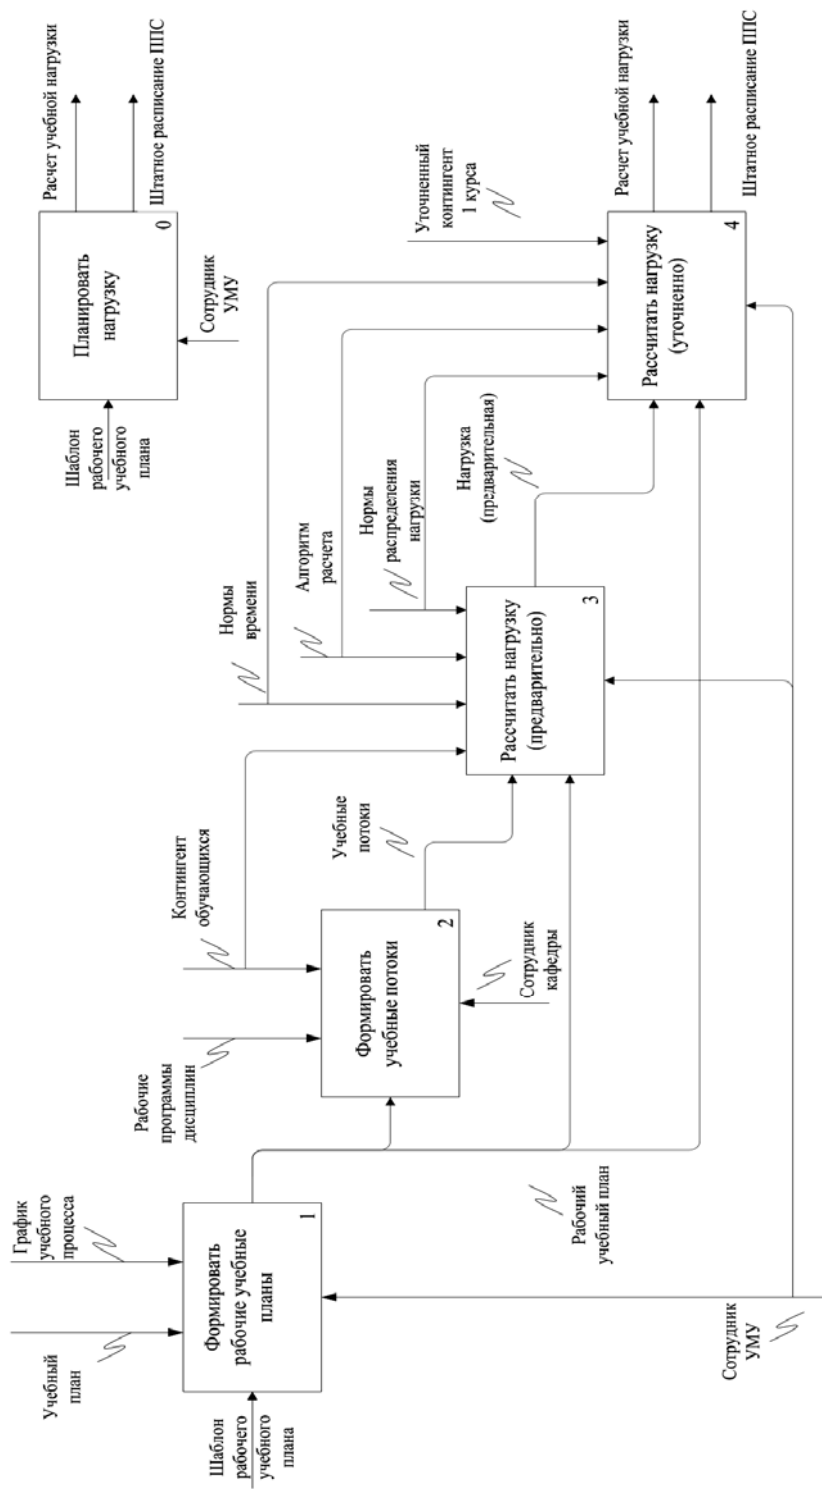 Шаблон
рабочего
учебного
плана
Планировать
нагрузку
0
Сотрудник
УМУ
Расчет учебной нагрузки
Штатное расписание ППС
Учебный
план
График
учебного
процесса
Шаблон
рабочего
учебного
плана
Формировать
рабочие учебные
планы
1
Рабочие
программы
дисциплин
Контингент
обучающихся
Формировать
учебные потоки
2
Сотрудник
кафедры
Учебные
потоки
Нормы
времени
Алгоритм
расчета
Нормы
распределения
нагрузки
Рассчитать нагрузку
(предварительно)
3
Нагрузка
(предварительная)
Уточненный
контингент
1 курса
Рассчитать нагрузку
(уточненно)
4
Расчет учебной нагрузки
Штатное расписание ППС
Рабочий
учебный план
Сотрудник
УМУ